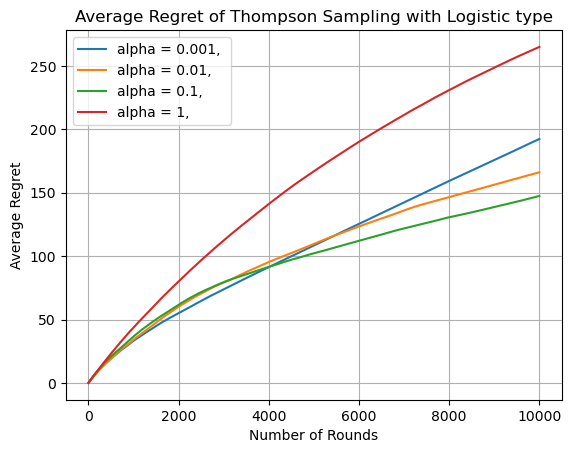 Average Regret of Thompson Sampling with Logistic type
alpha = 0.001,
alpha = 0.01,
alpha = 0.1,
alpha = 1,
Average Regret
250
200
150
100
50
0
0 2000 4000 6000 8000 10000
Number of Rounds